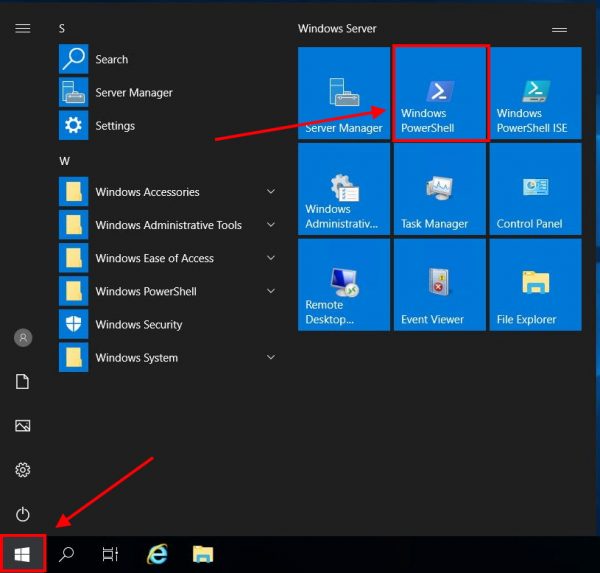 S
Search
Server Manager
Settings
W
Windows Accessories
Windows Administrative Tools
Windows Ease of Access
Windows PowerShell
Windows Security
Windows System
Windows Server
Server Manager
Windows
PowerShell
Windows
PowerShell ISE
Windows
Administrativ...
Task Manager
Control Panel
Remote
Desktop...
Event Viewer
File Explorer